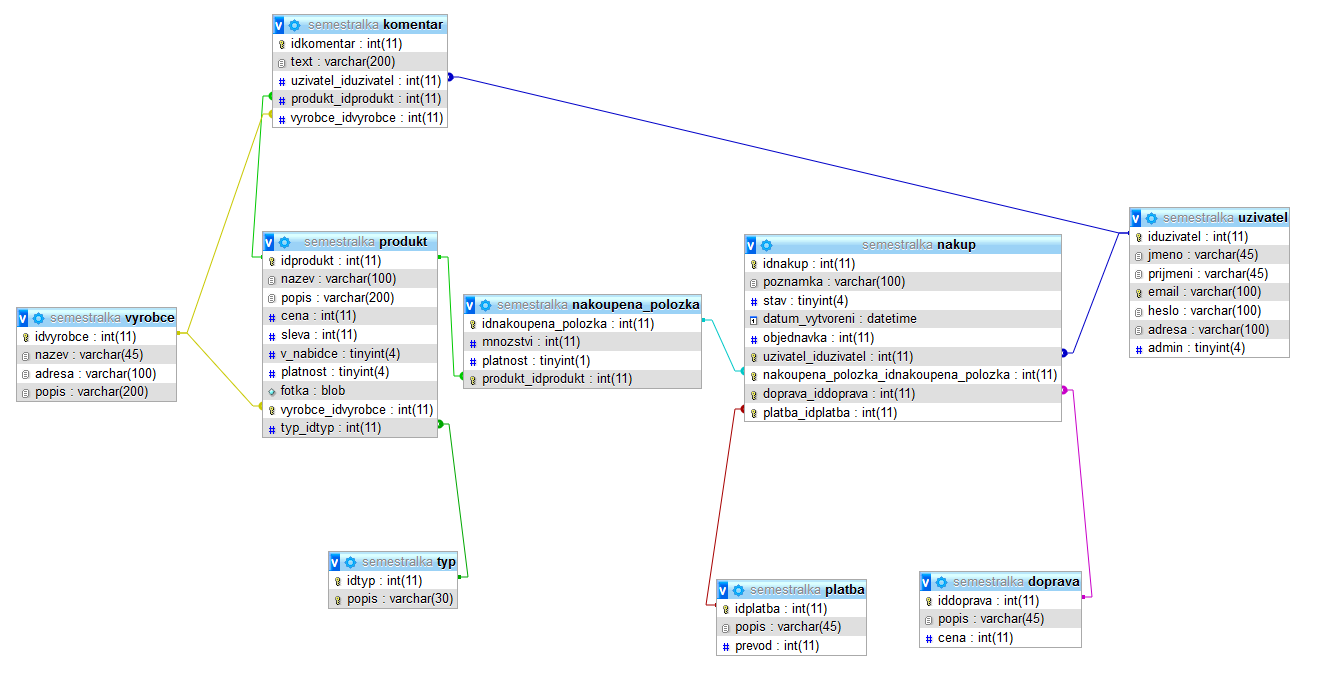 semestralka komentar
idkomentar : int(11)
text : varchar(200)
uzivatel_iduzivatel : int(11)
produkt_idprodukt : int(11)
vyrobce_idvyrobce : int(11)
semestralka vyrobce
idvyrobce : int(11)
nazev : varchar(45)
adresa : varchar(100)
popis : varchar(200)
semestralka produkt
idprodukt : int(11)
nazev : varchar(100)
popis : varchar(200)
cena : int(11)
sleva : int(11)
v_nabidce : tinyint(4)
platnost : tinyint(4)
fotka : blob
vyrobce_idvyrobce : int(11)
typ_idtyp : int(11)
semestralka nakoupena_polozka
idnakoupena_polozka : int(11)
mnozstvi : int(11)
platnost : tinyint(1)
produkt_idprodukt : int(11)
semestralka nakup
idnakup : int(11)
poznamka : varchar(100)
stav : tinyint(4)
datum_vytvoreni : datetime
objednavka : int(11)
uzivatel_iduzivatel : int(11)
nakoupena_polozka_idnakoupena_polozka : int(11)
doprava_iddoprava : int(11)
platba_idplatba : int(11)
semestralka uzivatel
iduzivatel : int(11)
jmeno : varchar(45)
prijmeni : varchar(45)
email : varchar(100)
heslo : varchar(100)
adresa : varchar(100)
admin : tinyint(4)
semestralka typ
idtyp : int(11)
popis : varchar(30)
semestralka platba
idplatba : int(11)
popis : varchar(45)
prevod : int(11)
semestralka doprava
iddoprava : int(11)
popis : varchar(45)
cena : int(11)